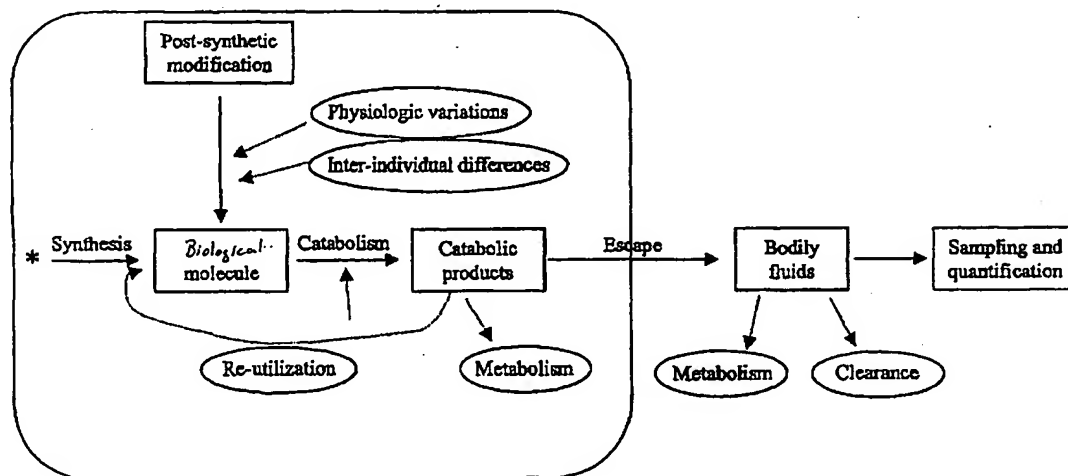 Post-synthetic
modification
Physiologic variations
Inter-individual differences
* Synthesis
Biological
molecule
Catabolism
Catabolic
products
Escape
Bodily
fluids
Sampling and
quantification
Re-utilization
Metabolism
Metabolism
Clearance